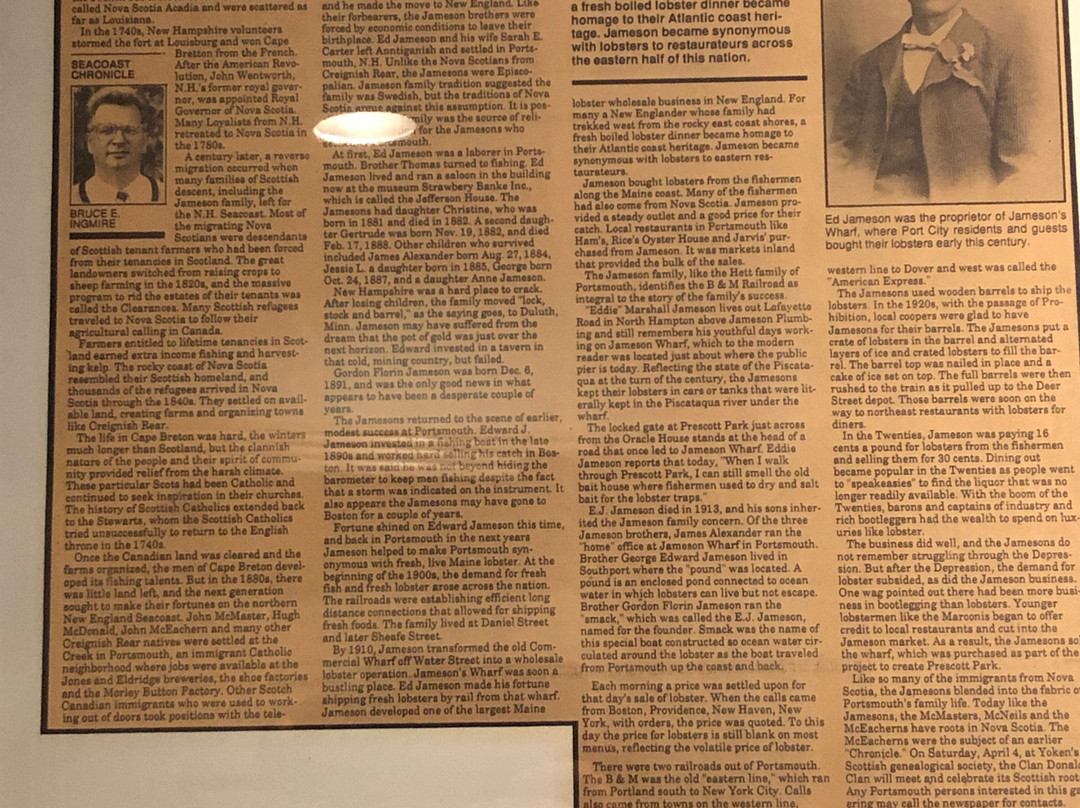 called Nova Scotia Acadia and were scattered as
far as Louisiana.
In the 1740s, New Hampshire volunteers
stormed the fort at Louisburg and won Cape
Bretton from the French.
After the American Revo-
lution, John Wentworth,
N.H.'s former royal gover-
nor, was appointed Royal
Governor of Nova Scotia.
Many Loyalists from N.H.
retreated to Nova Scotia in
the 1780s.
A century later, a reverse
migration occurred when
many families of Scottish
descent, including the
Jameson family, left for
the N.H. Seacoast. Most of
the migrating Nova
Scotians were descendants
SEACOAST
CHRONICLE
BRUCE E.
INGMIRE
of Scottish tenant farmers who had been forced
from their tenancies in Scotland. The great
landowners switched from raising crops to
sheep farming in the 1820s, and the massive
program to rid the estates of their tenants was
called the Clearances. Many Scottish refugees
traveled to Nova Scotia to follow their
agricultural calling in Canada.
Farmers entitled to lifetime tenancies in Scot-
land earned extra income fishing and harvest-
ing kelp. The rocky coast of Nova Scotia
resembled their Scottish homeland, and
thousands of the refugees arrived in Nova
Scotia through the 1840s. They settled on avail-
able land, creating farms and organizing towns
like Creignish Rear.
The life in Cape Breton was hard, the winters
much longer than Scotland, but the clannish
nature of the people and their spirit of commu-
nity provided relief from the harsh climate.
These particular Scots had been Catholic and
continued to seek inspiration in their churches.
The history of Scottish Catholics extended back
to the Stewarts, whom the Scottish Catholics
tried unsuccessfully to return to the English
throne in the 1740s.
Once the Canadian land was cleared and the
farms organized, the men of Cape Breton devel-
oped its fishing talents. But in the 1880s, there
was little land left, and the next generation
sought to make their fortunes on the northern
New England Seacoast. John McMaster, Hugh
McDonald, John McEachern and many other
Creignish Rear natives were settled at the
Creek in Portsmouth, an immigrant Catholic
neighborhood where jobs were available at the
Jones and Eldridge breweries, the shoe factories
and the Morley Button Factory. Other Scotch
Canadian immigrants who were used to work-
ing out of doors took positions with the tele-
and he made the move to New England. Like
their forbearers, the Jameson brothers were
forced by economic conditions to leave their
birthplace. Ed Jameson and his wife Sarah E.
Carter left Anntiganish and settled in Ports-
mouth, N.H. Unlike the Nova Scotians from
Creignish Rear, the Jamesons were Episco-
palian. Jameson family tradition suggested the
family was Swedish, but the traditions of Nova
Scotia argue against this assumption. It is pos-
ily was the source of reli-
for the Jamesons who
mouth.
At first, Ed Jameson was a laborer in Ports-
mouth. Brother Thomas turned to fishing. Ed
Jameson lived and ran a saloon in the building
now at the museum Strawbery Banke Inc.,
which is called the Jefferson House. The
Jamesons had daughter Christine, who was
born in 1881 and died in 1882. A second daugh-
ter Gertrude was born Nov. 19, 1882, and died
Feb. 17, 1888. Other children who survived
included James Alexander born Aug. 27, 1884,
Jessie L. a daughter born in 1885, George born
Oct. 24, 1887, and a daughter Anne Jameson.
New Hampshire was a hard place to crack.
After losing children, the family moved "lock,
stock and barrel," as the saying goes, to Duluth,
Minn. Jameson may have suffered from the
dream that the pot of gold was just over the
next horizon. Edward invested in a tavern in
that cold, mining country, but failed.
Gordon Florin Jameson was born Dec. 6,
1891, and was the only good news in what
appears to have been a desperate couple of
years.
The Jamesons returned to the scene of earlier,
modest success at Portsmouth. Edward J.
Jameson invested in a fishing boat in the late
1890s and worked hard selling his catch in Bos-
ton. It was said he was not beyond hiding the
barometer to keep men fishing despite the fact
that a storm was indicated on the instrument. It
also appears the Jamesons may have gone to
Boston for a couple of years.
Fortune shined on Edward Jameson this time,
and back in Portsmouth in the next years
Jameson helped to make Portsmouth syn-
onymous with fresh, live Maine lobster. At the
beginning of the 1900s, the demand for fresh
fish and fresh lobster arose across the nation.
The railroads were establishing efficient long
distance connections that allowed for shipping
fresh foods. The family lived at Daniel Street
and later Sheafe Street.
By 1910, Jameson transformed the old Com-
mercial Wharf off Water Street into a wholesale
lobster operation. Jameson's Wharf was soon a
bustling place. Ed Jameson made his fortune
shipping fresh lobsters by rail from that wharf.
Jameson developed one of the largest Maine
a fresh boiled lobster dinner became
homage to their Atlantic coast heri-
tage. Jameson became synonymous
with lobsters to restaurateurs across
the eastern half of this nation.
lobster wholesale business in New England. For
many a New Englander whose family had
trekked west from the rocky east coast shores, a
fresh boiled lobster dinner became homage to
their Atlantic coast heritage. Jameson became
synonymous with lobsters to eastern res-
taurateurs.
Jameson bought lobsters from the fishermen
along the Maine coast. Many of the fishermen
had also come from Nova Scotia. Jameson pro-
vided a steady outlet and a good price for their
catch. Local restaurants in Portsmouth like
Ham's, Rice's Oyster House and Jarvis' pur-
chased from Jameson. It was markets inland
that provided the bulk of the sales.
The Jameson family, like the Hett family of
Portsmouth, identifies the B & M Railroad as
integral to the story of the family's success.
"Eddie" Marshall Jameson lives out Lafayette
Road in North Hampton above Jameson Plumb-
ing and still remembers his youthful days work-
ing on Jameson Wharf, which to the modern
reader was located just about where the public
pier is today. Reflecting the state of the Piscata-
qua at the turn of the century, the Jamesons
kept their lobsters in cars or tanks that were lit-
erally kept in the Piscataqua river under the
wharf.
The locked gate at Prescott Park just across
from the Oracle House stands at the head of a
road that once led to Jameson Wharf. Eddie
Jameson reports that today, "When I walk
through Prescott Park, I can still smell the old
bait house where fishermen used to dry and salt
bait for the lobster traps."
E.J. Jameson died in 1913, and his sons inher-
ited the Jameson family concern. Of the three
Jameson brothers, James Alexander ran the
"home" office at Jameson Wharf in Portsmouth.
Brother George Edward Jameson lived in
Southport where the "pound" was located. A
pound is an enclosed pond connected to ocean
water in which lobsters can live but not escape.
Brother Gordon Florin Jameson ran the
"smack," which was called the E.J. Jameson,
named for the founder. Smack was the name of
this special boat constructed so ocean water cir-
culated around the lobster as the boat traveled
from Portsmouth up the coast and back.
Each morning a price was settled upon for
that day's sale of lobster. When the calls came
from Boston, Providence, New Haven, New
York, with orders, the price was quoted. To this
day the price for lobsters is still blank on most
menus, reflecting the volatile price of lobster.
There were two railroads out of Portsmouth.
The B & M was the old "eastern line," which ran
from Portland south to New York City. Calls
also came from towns on the western line.
Ed Jameson was the proprietor of Jameson's
Wharf, where Port City residents and guests
bought their lobsters early this century.
western line to Dover and west was called the
"American Express."
The Jamesons used wooden barrels to ship the
lobsters. In the 1920s, with the passage of Pro-
hibition, local coopers were glad to have
Jamesons for their barrels. The Jamesons put a
crate of lobsters in the barrel and alternated
layers of ice and crated lobsters to fill the bar-
rel. The barrel top was nailed in place and a
cake of ice set on top. The full barrels were then
rushed to the train as it pulled up to the Deer
Street depot. Those barrels were soon on the
way to northeast restaurants with lobsters for
diners.
In the Twenties, Jameson was paying 16
cents a pound for lobsters from the fishermen
and selling them for 30 cents. Dining out
became popular in the Twenties as people went
to "speakeasies" to find the liquor that was no
longer readily available. With the boom of the
Twenties, barons and captains of industry and
rich bootleggers had the wealth to spend on lux-
uries like lobster.
The business did well, and the Jamesons do
not remember struggling through the Depres-
sion. But after the Depression, the demand for
lobster subsided, as did the Jameson business.
One wag pointed out there had been more busi-
ness in bootlegging than lobsters. Younger
lobstermen like the Marconis began to offer
credit to local restaurants and cut into the
Jameson market. As a result, the Jamesons so
the wharf, which was purchased as part of the
project to create Prescott Park.
Like so many of the immigrants from Nova
Scotia, the Jamesons blended into the fabric o
Portsmouth's family life. Today like the
Jamesons, the McMasters, McNeils and the
McEacherns have roots in Nova Scotia. The
McEacherns were the subject of an earlier
"Chronicle." On Saturday, April 4, at Yoken's
Scottish genealogical society, the Clan Donal
Clan will meet and celebrate its Scottish root
Any Portsmouth persons interested in this ga
ering may call the newspaper for contacts.